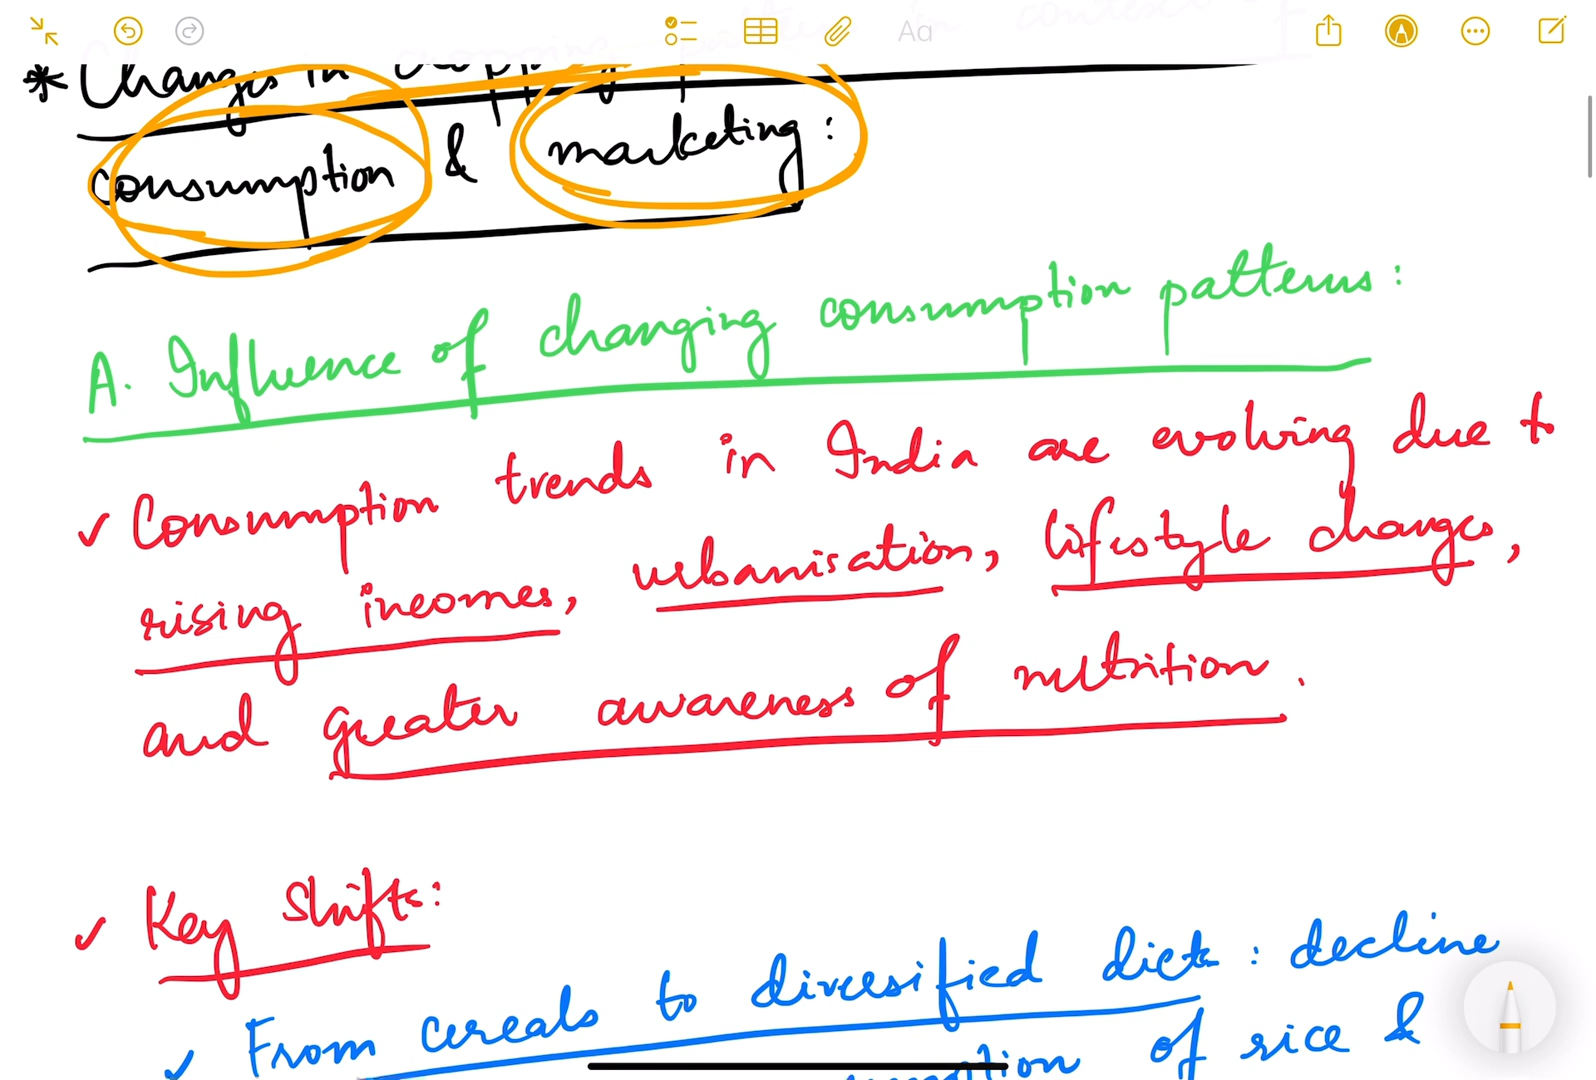 * Changes in cropping
consumption & marketing:
A. Influence of changing consumption patterns:
✓ Consumption trends in India are evolving due to
rising incomes, urbanisation, lifestyle changes,
and greater awareness of nutrition.
✓ Key Shifts:
✓ From cereals to diversified diets: decline
of rice &